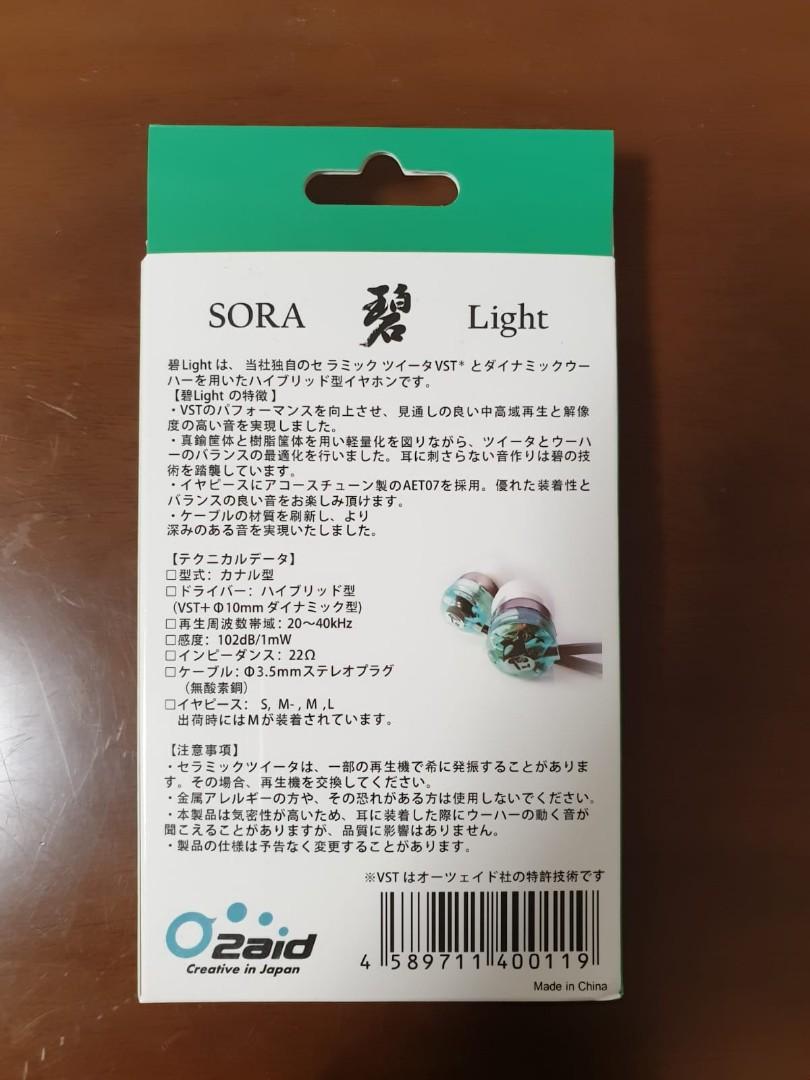 SORA 碧 Light
碧Light は、当社独自のセラミック ツイータVST* とダイナミックウー
ハーを用いたハイブリッド型イヤホンです。
【碧Light の特徴 】
・VSTのパフォーマンスを向上させ、見通しの良い中高域再生と解像
度の高い音を実現しました。
・真鍮筐体と樹脂筐体を用い軽量化を図りながら、ツイータとウーハ
ーのバランスの最適化を行いました。耳に刺さらない音作りは碧の技
術を踏襲しています。
・イヤピースにアコースチューン製のAET07を採用。優れた装着性と
バランスの良い音をお楽しみ頂けます。
・ケーブルの材質を刷新し、より
深みのある音を実現いたしました。
【テクニカルデータ】
□型式：カナル型
□ドライバー：ハイブリッド型
（VST＋Φ10mm ダイナミック型)
□再生周波数帯域：20〜40kHz
□感度：102dB/1mW
□インピーダンス：22Ω
□ケーブル：Φ3.5mmステレオプラグ
（無酸素銅）
□イヤピース： S, M- , M ,L
出荷時にはMが装着されています。
【注意事項】
・セラミックツイータは、一部の再生機で希に発振することがありま
す。その場合、再生機を交換してください。
・金属アレルギーの方や、その恐れがある方は使用しないでください。
・本製品は気密性が高いため、耳に装着した際にウーハーの動く音が
聞こえることがありますが、品質に影響はありません。
・製品の仕様は予告なく変更することがあります。
※VST はオーツェイド社の特許技術です
O2aid
Creative in Japan
4 589711 400119
Made in China